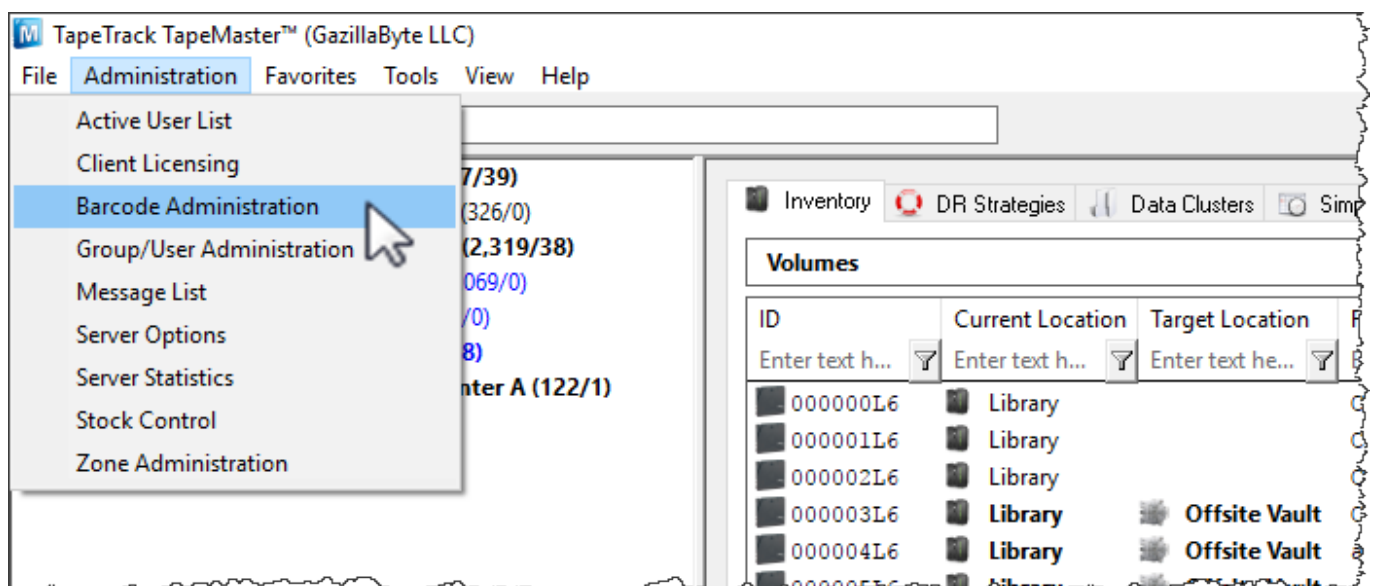 TapeTrack TapeMaster™ (GazillaByte LLC)
File Administration Favorites Tools View Help
Active User List
Client Licensing
Barcode Administration
Group/User Administration
Message List
Server Options
Server Statistics
Stock Control
Zone Administration
7/39)
(326/0)
(2,319/38)
069/0)
/0)
8)
nter A (122/1)
Inventory DR Strategies Data Clusters Simp
Volumes
ID Current Location Target Location
Enter text h... Enter text h... Enter text he...
000000L6 Library
000001L6 Library
000002L6 Library
000003L6 Library Offsite Vault
000004L6 Library Offsite Vault